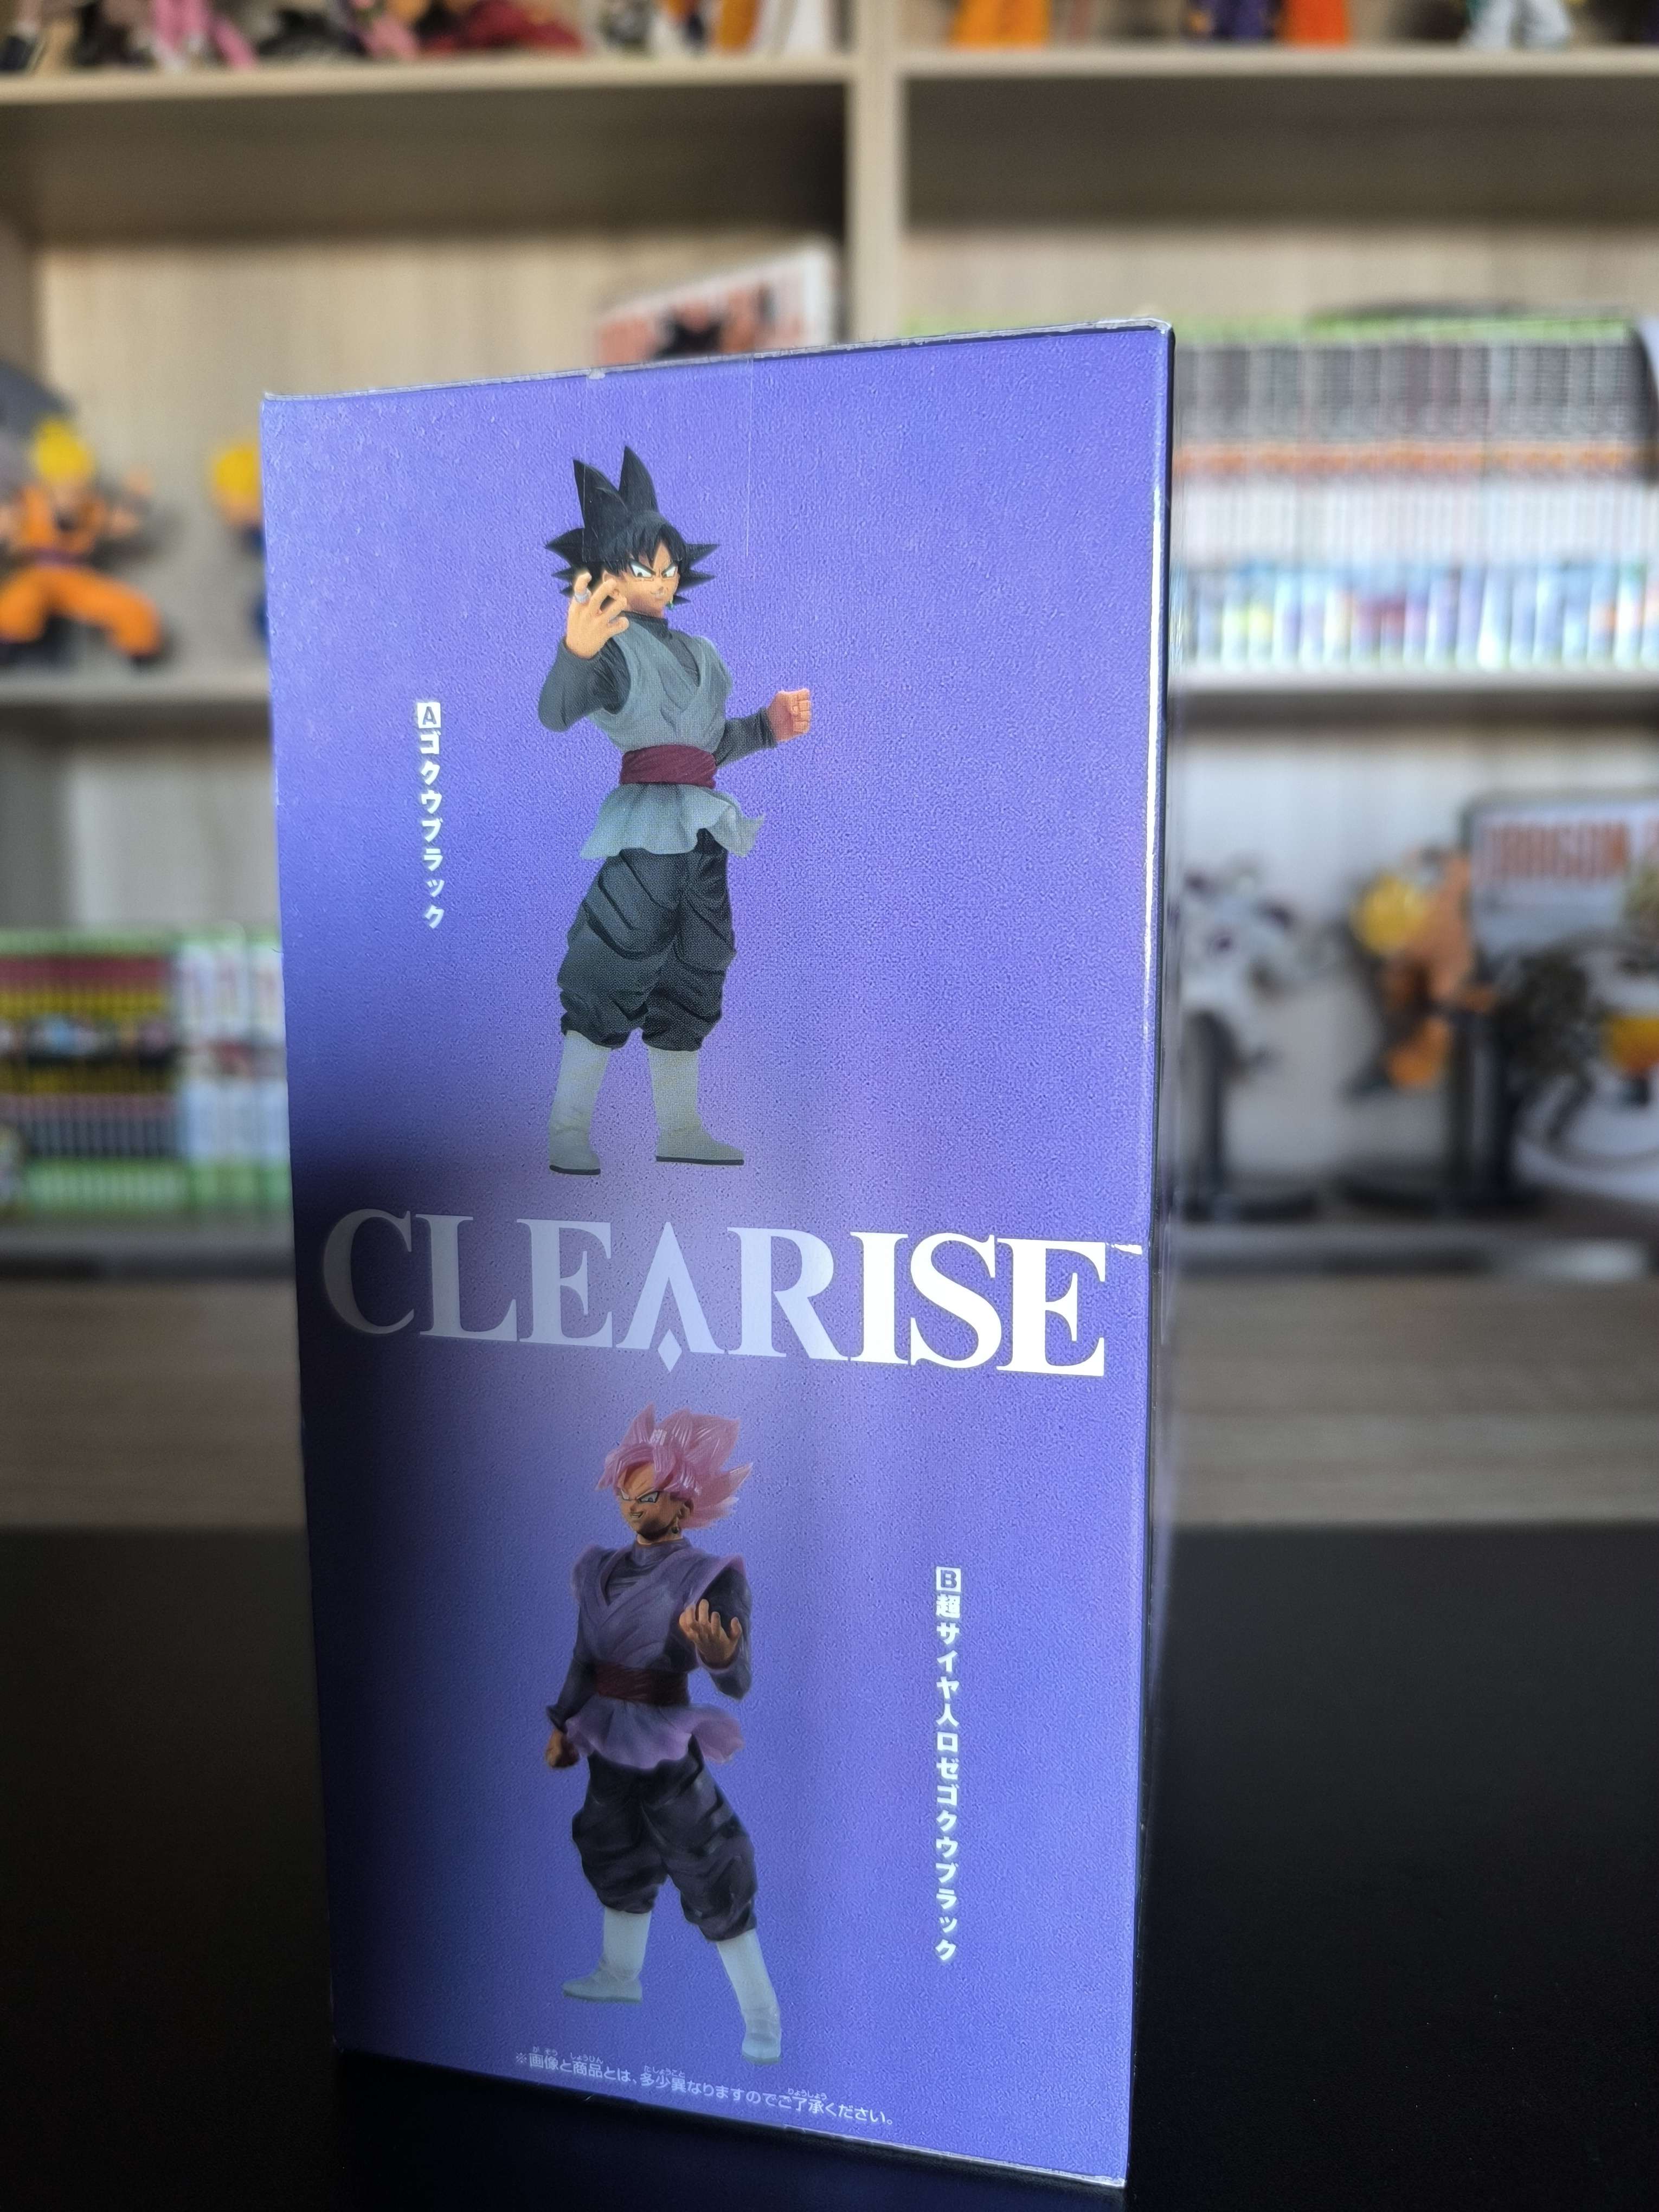 Aゴクウブラック
CLEARISE
B超サイヤ人ロゼゴクウブラック
※画像と商品とは、多少異なりますのでご了承ください。
DRAGON